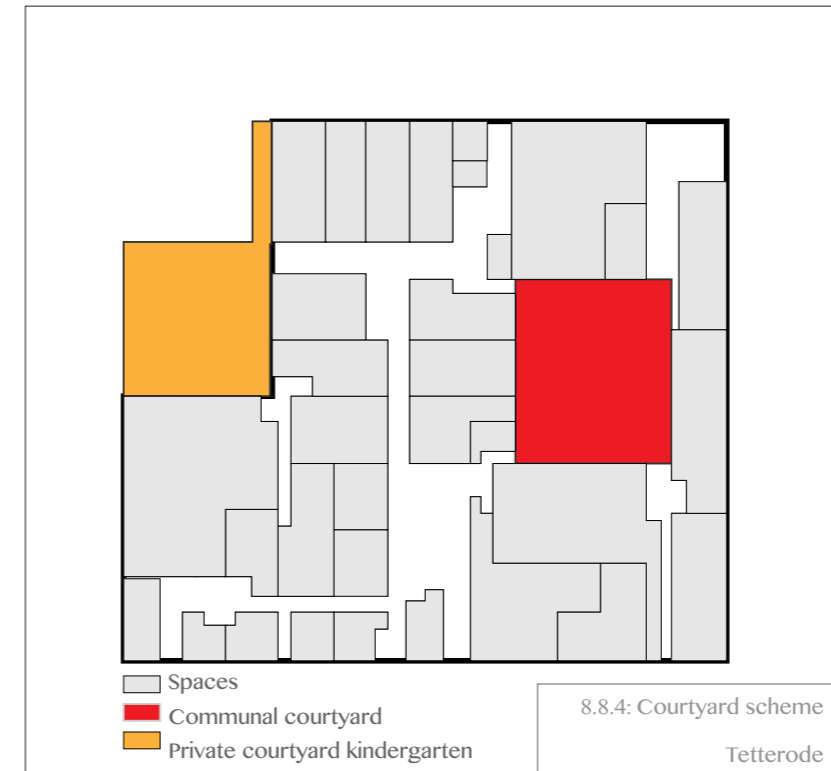 Spaces
Communal courtyard
Private courtyard kindergarten
8.8.4: Courtyard scheme
Tetterode